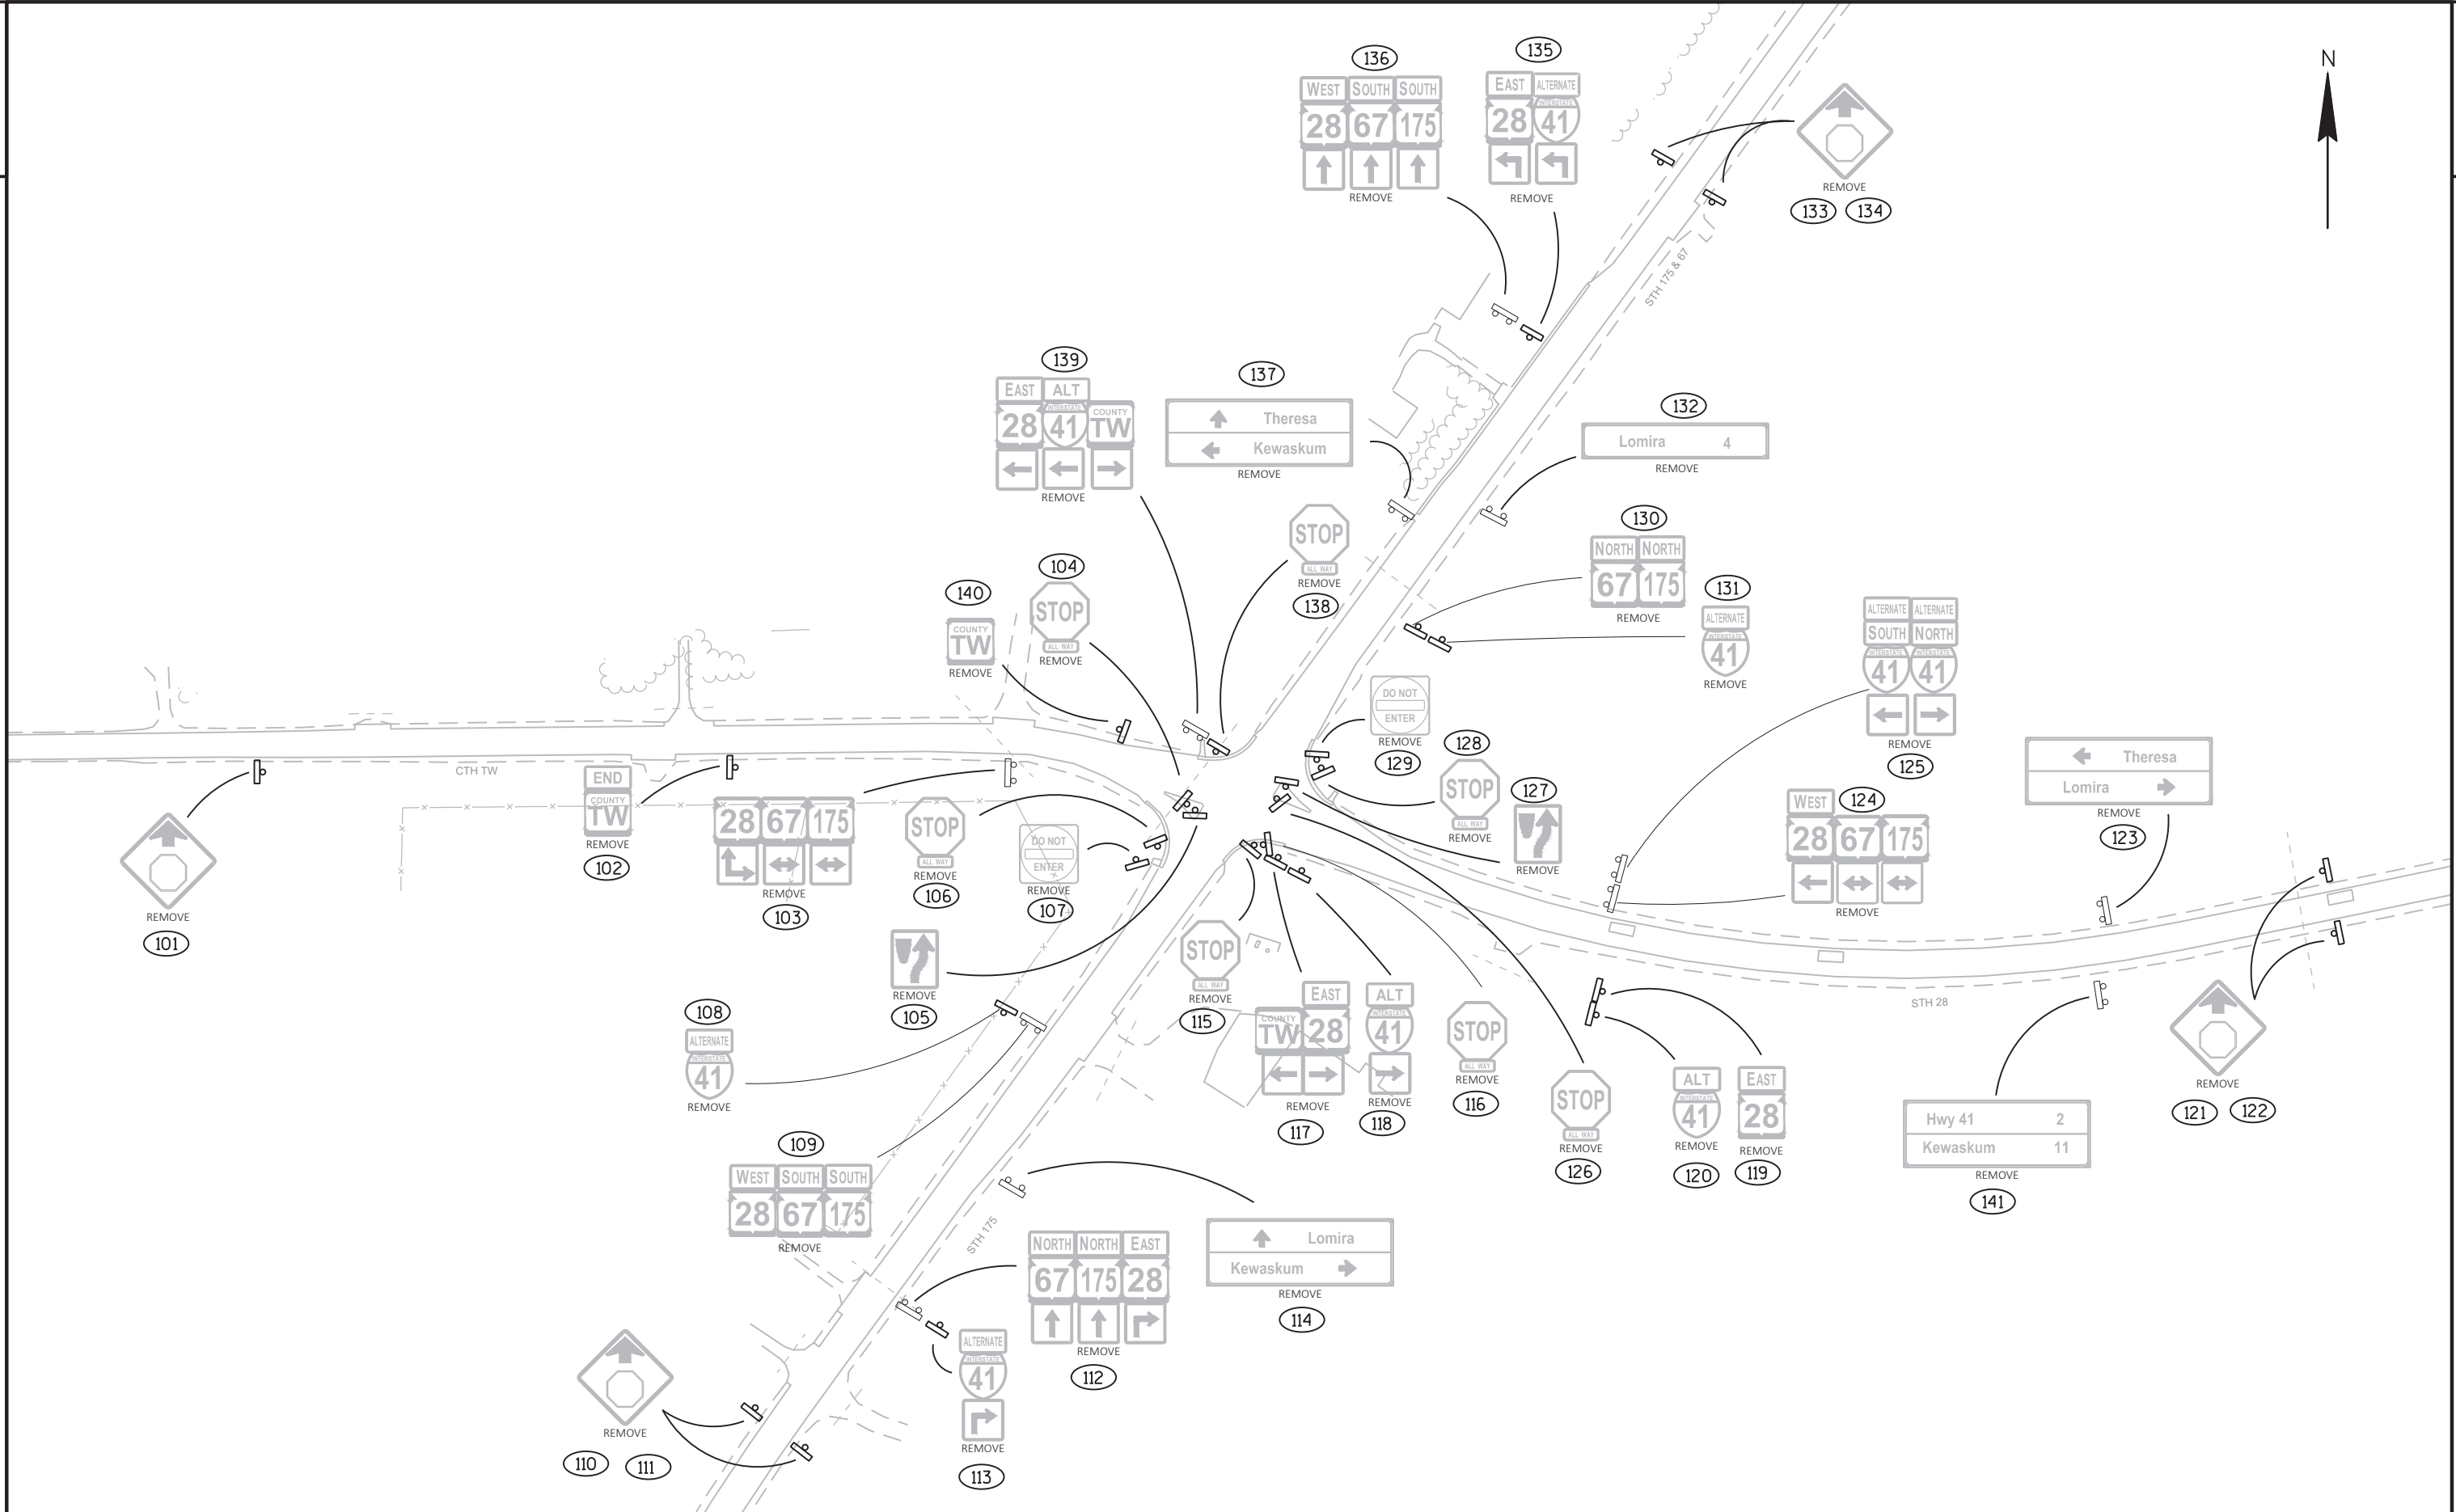 N
136
WEST SOUTH SOUTH
28 67 175
REMOVE
135
EAST ALTERNATE
28 INTERSTATE 41
REMOVE
REMOVE
133 134
STH 175 & 67
139
EAST ALT
28 INTERSTATE 41 COUNTY TW
REMOVE
137
Theresa
Kewaskum
REMOVE
132
Lomira 4
REMOVE
138
STOP
ALL WAY
REMOVE
130
NORTH NORTH
67 175
REMOVE
131
ALTERNATE
INTERSTATE
41
REMOVE
140
COUNTY
TW
REMOVE
104
STOP
ALL WAY
REMOVE
ALTERNATE ALTERNATE
SOUTH NORTH
INTERSTATE INTERSTATE
41 41
REMOVE
125
DO NOT
ENTER
REMOVE
129
128
STOP
ALL WAY
REMOVE
127
REMOVE
Theresa
Lomira
REMOVE
123
WEST 124
28 67 175
REMOVE
CTH TW
REMOVE
101
END
COUNTY
TW
REMOVE
102
28 67 175
REMOVE
103
STOP
ALL WAY
REMOVE
106
DO NOT
ENTER
REMOVE
107
REMOVE
105
108
ALTERNATE
INTERSTATE
41
REMOVE
STOP
ALL WAY
REMOVE
115
EAST
COUNTY TW 28
REMOVE
117
ALT
INTERSTATE
41
REMOVE
118
STOP
ALL WAY
REMOVE
116
STOP
ALL WAY
REMOVE
126
ALT
INTERSTATE
41
REMOVE
120
EAST
28
REMOVE
119
STH 28
Hwy 41 2
Kewaskum 11
REMOVE
141
REMOVE
121 122
109
WEST SOUTH SOUTH
28 67 175
REMOVE
STH 175
NORTH NORTH EAST
67 175 28
REMOVE
112
Lomira
Kewaskum
REMOVE
114
ALTERNATE
INTERSTATE
41
REMOVE
113
REMOVE
110 111